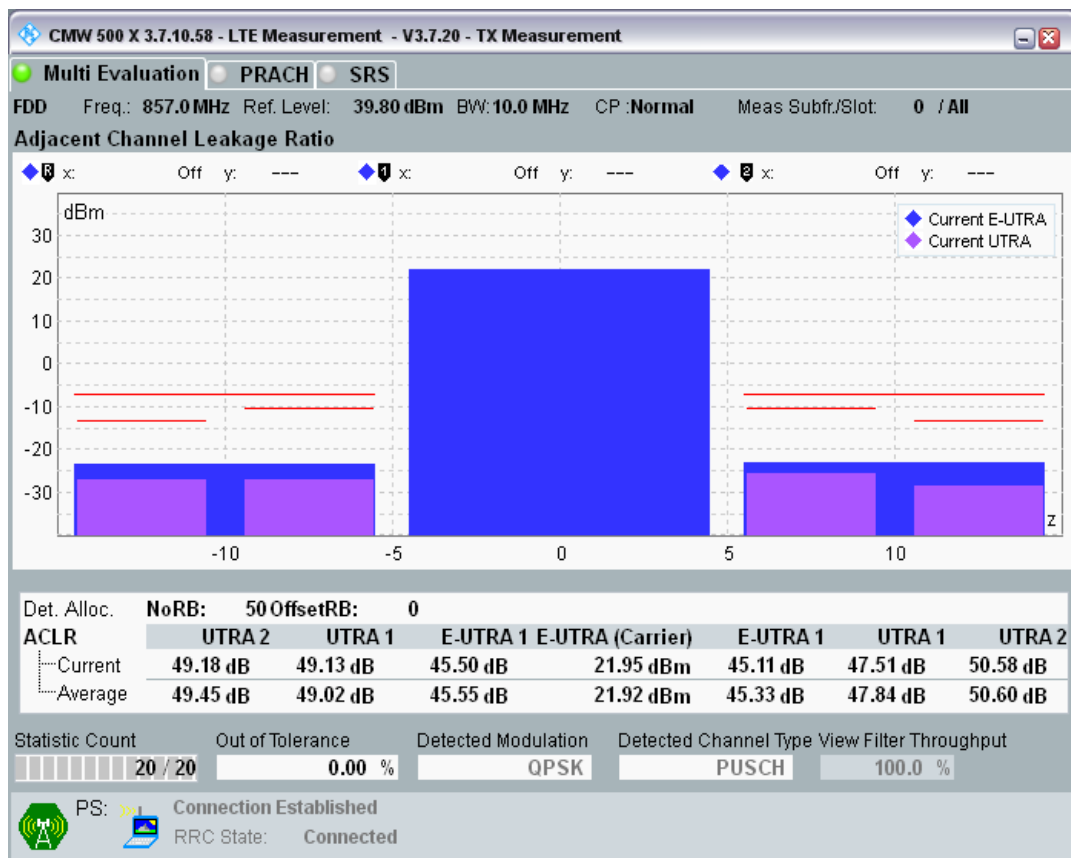 CMW 500 X 3.7.10.58 - LTE Measurement - V3.7.20 - TX Measurement
Multi Evaluation PRACH SRS
FDD Freq.: 857.0 MHz Ref. Level: 39.80 dBm BW: 10.0 MHz CP :Normal Meas Subfr./Slot: 0 / All
Adjacent Channel Leakage Ratio
R x: Off y: --- 1 x: Off y: --- 2 x: Off y: ---
dBm
Current E-UTRA
Current UTRA
30
20
10
0
-10
-20
-30
z
-10 -5 0 5 10
Det. Alloc. NoRB: 50 OffsetRB: 0
ACLR UTRA 2 UTRA 1 E-UTRA 1 E-UTRA (Carrier) E-UTRA 1 UTRA 1 UTRA 2
Current 49.18 dB 49.13 dB 45.50 dB 21.95 dBm 45.11 dB 47.51 dB 50.58 dB
Average 49.45 dB 49.02 dB 45.55 dB 21.92 dBm 45.33 dB 47.84 dB 50.60 dB
Statistic Count Out of Tolerance Detected Modulation Detected Channel Type View Filter Throughput
20 / 20 0.00 % QPSK PUSCH 100.0 %
PS: Connection Established
RRC State: Connected